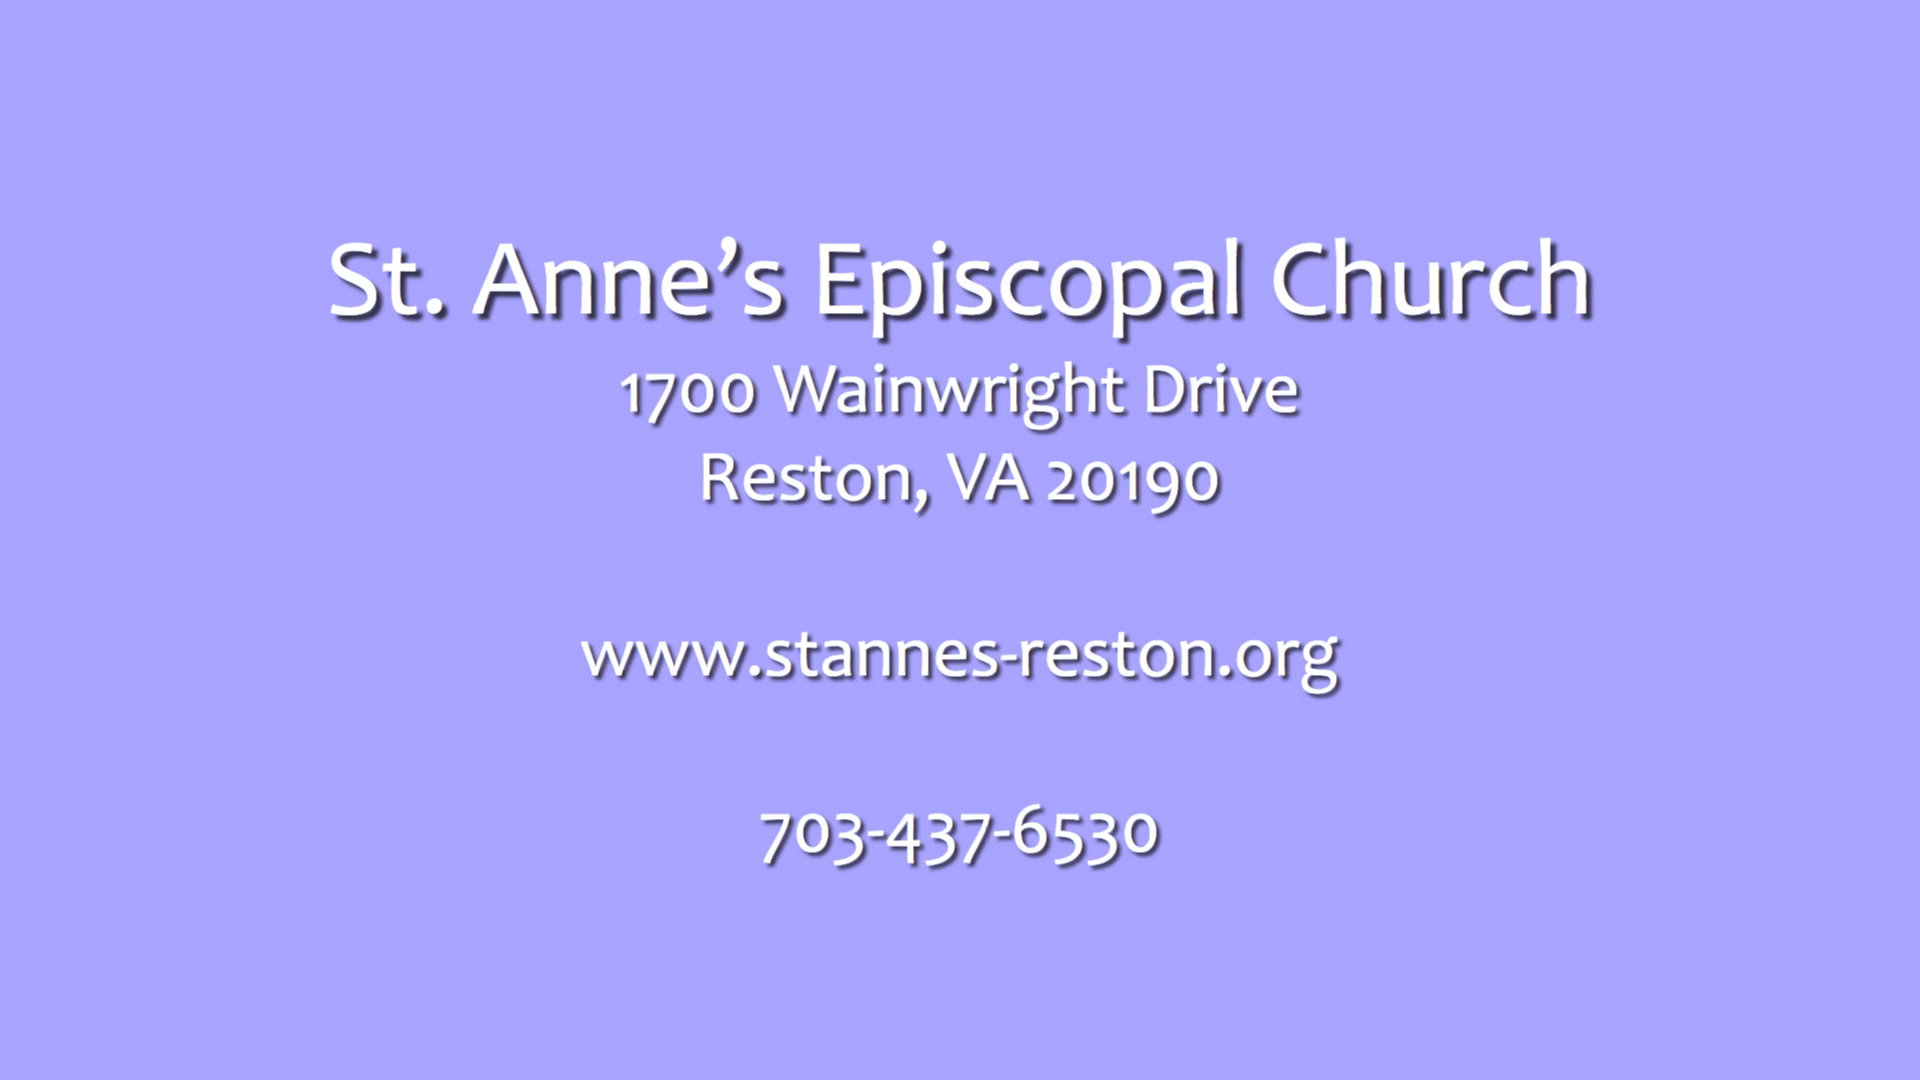 St. Anne’s Episcopal Church
1700 Wainwright Drive
Reston, VA 20190
www.stannes-reston.org
703-437-6530